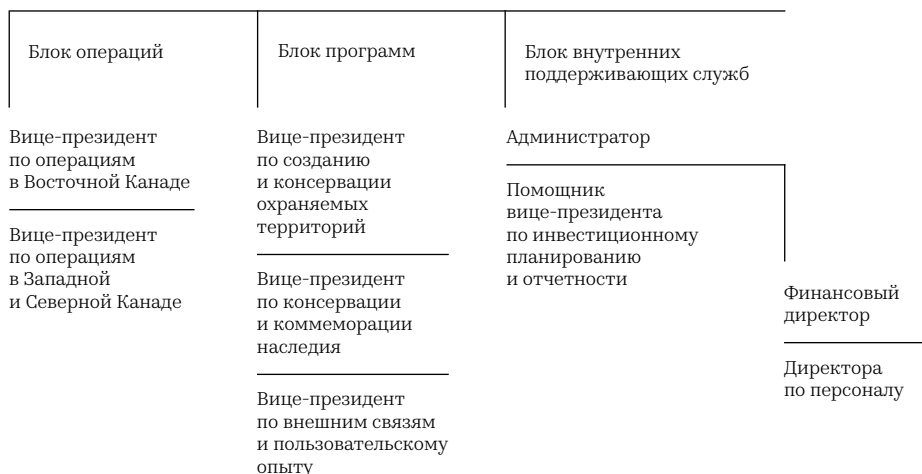 Блок операций
Вице-президент
по операциям
в Восточной Канаде
Вице-президент
по операциям
в Западной
и Северной Канаде
Блок программ
Вице-президент
по созданию
и консервации
охраняемых
территорий
Вице-президент
по консервации
и коммеморации
наследия
Вице-президент
по внешним связям
и пользовательскому
опыту
Блок внутренних
поддерживающих служб
Администратор
Помощник
вице-президента
по инвестиционному
планированию
и отчетности
Финансовый
директор
Директора
по персоналу